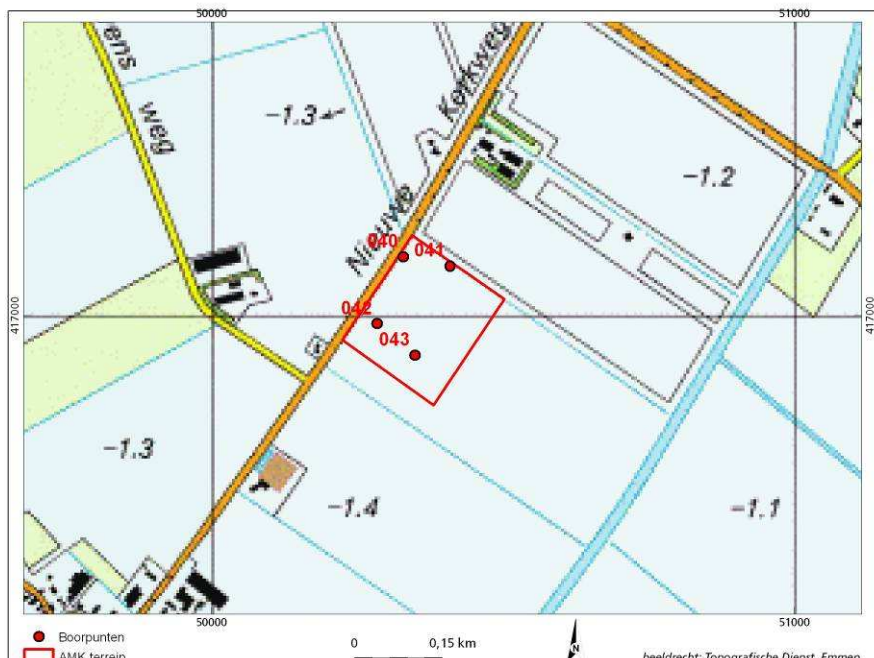 50000 51000
ens
weg
Kerkweg
-1.3
-1.2
Nieuwe
040 041
417000 417000
042
043
-1.3
-1.4
-1.1
50000 51000
Boorpunten
0 0,15 km
N
AMK terrein
beeldrecht: Topografische Dienst, Emmen